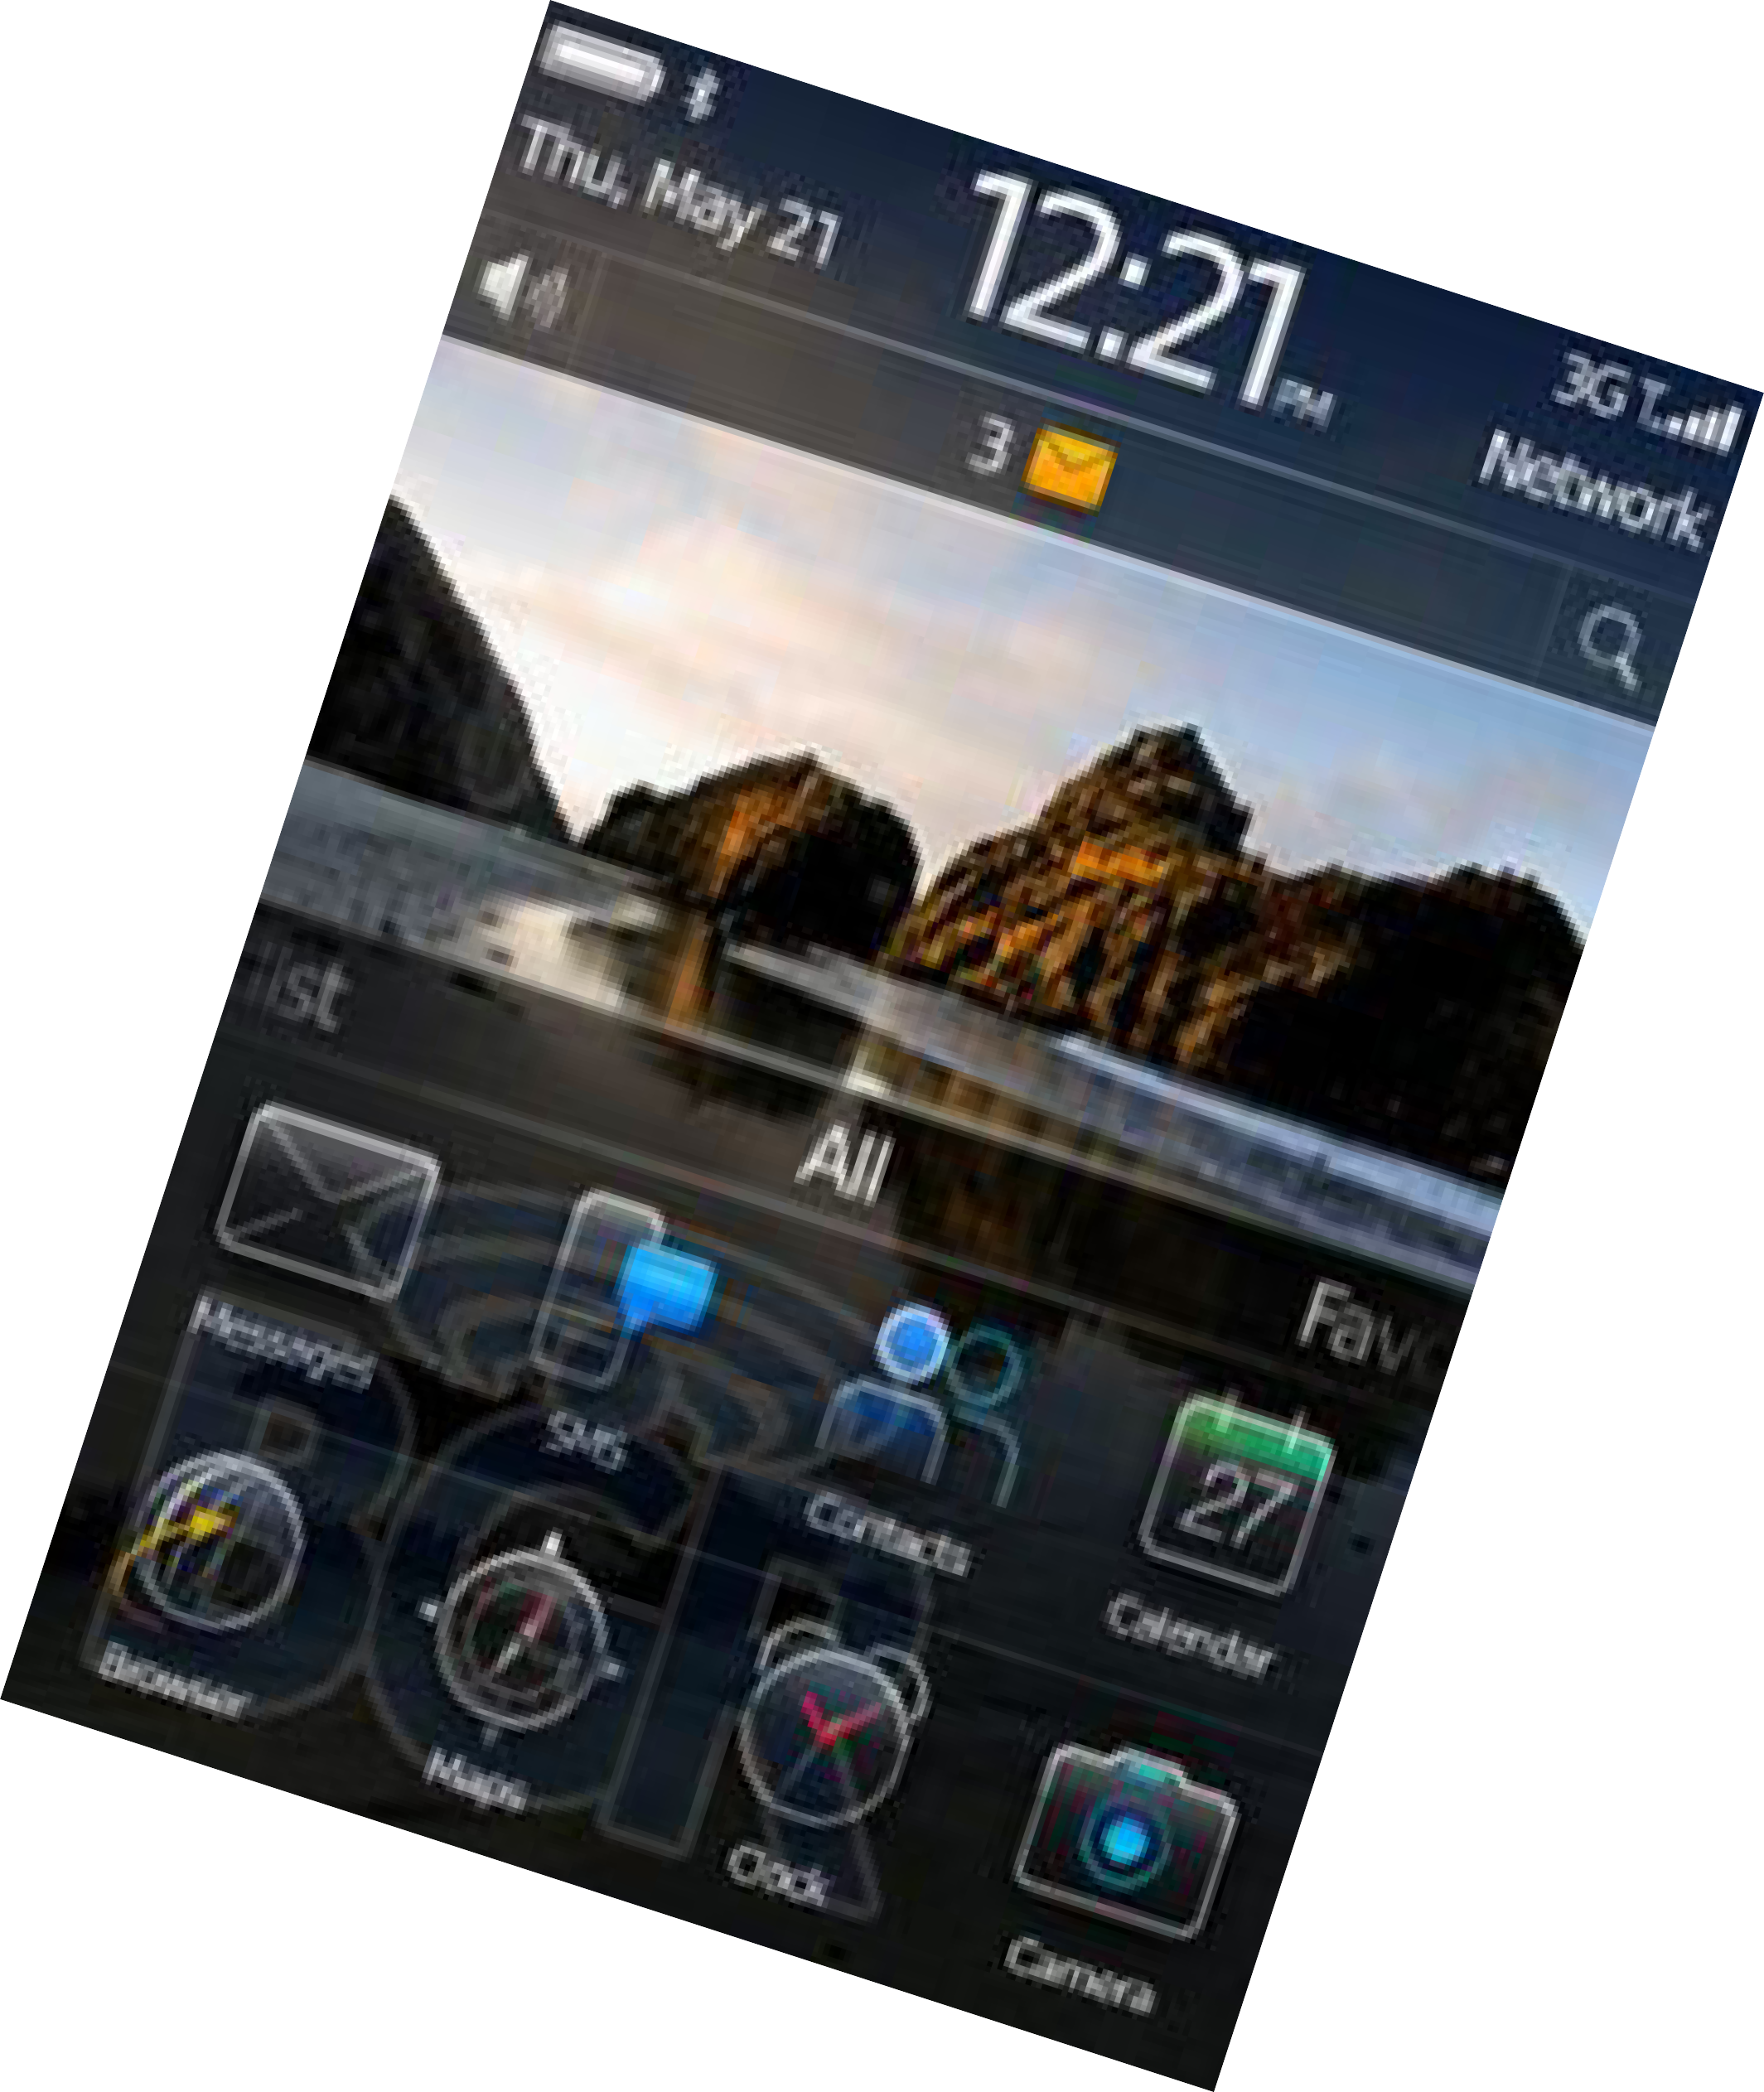 Thu, May 21
12:21 PM
3G
Network
3
ist
All
Fav
Messages
SMS
Contacts
27
Calendar
Browser
Maps
Clock
Camera